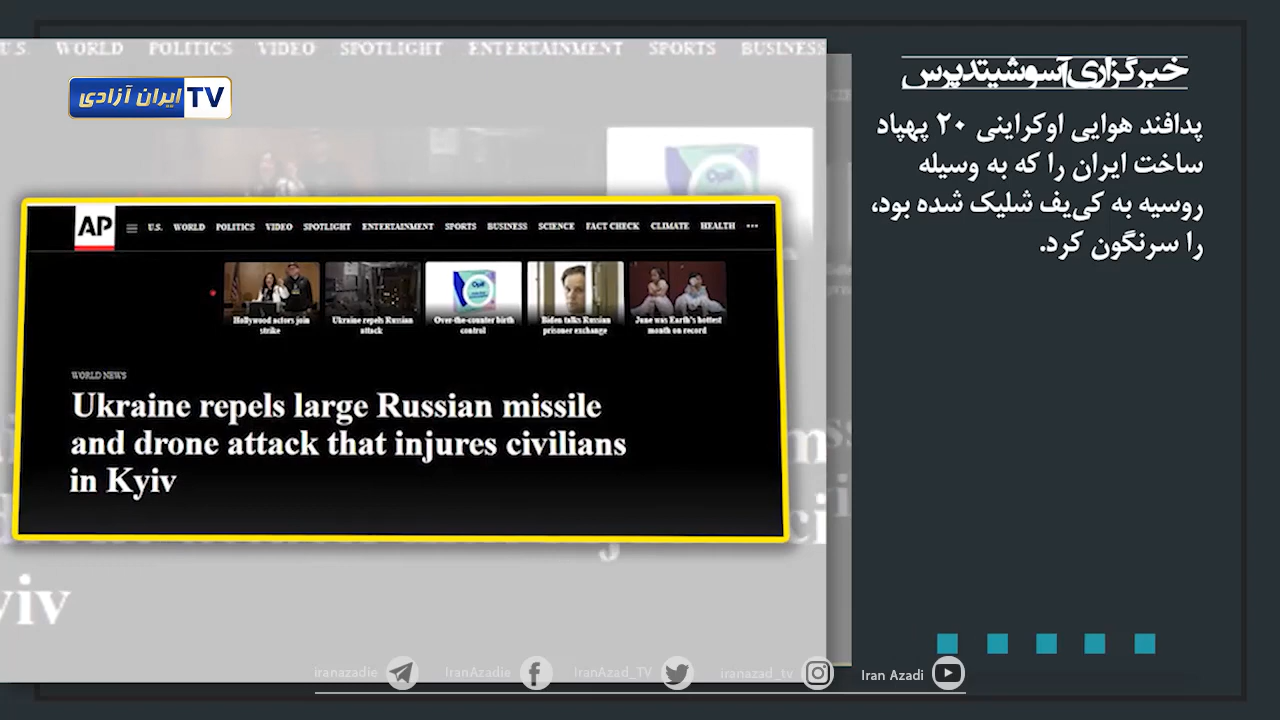 U.S. WORLD POLITICS VIDEO SPOTLIGHT ENTERTAINMENT SPORTS BUSINESS
ایران آزادی TV
خبرگزاری آسوشیتدپرس
پدافند هوایی اوکراینی ۲۰ پهپاد
ساخت ایران را که به وسیله
روسیه به کی‌یف شلیک شده بود،
را سرنگون کرد.
AP
U.S. WORLD POLITICS VIDEO SPOTLIGHT ENTERTAINMENT SPORTS BUSINESS SCIENCE FACT CHECK CLIMATE HEALTH •••
Hollywood actors join
strike
Ukraine repels Russian
attack
Over-the-counter birth
control
Biden talks Russian
prisoner exchange
June was Earth's hottest
month on record
WORLD NEWS
Ukraine repels large Russian missile
and drone attack that injures civilians
in Kyiv
iranazadie IranAzadie IranAzad_TV iranazad_tv Iran Azadi